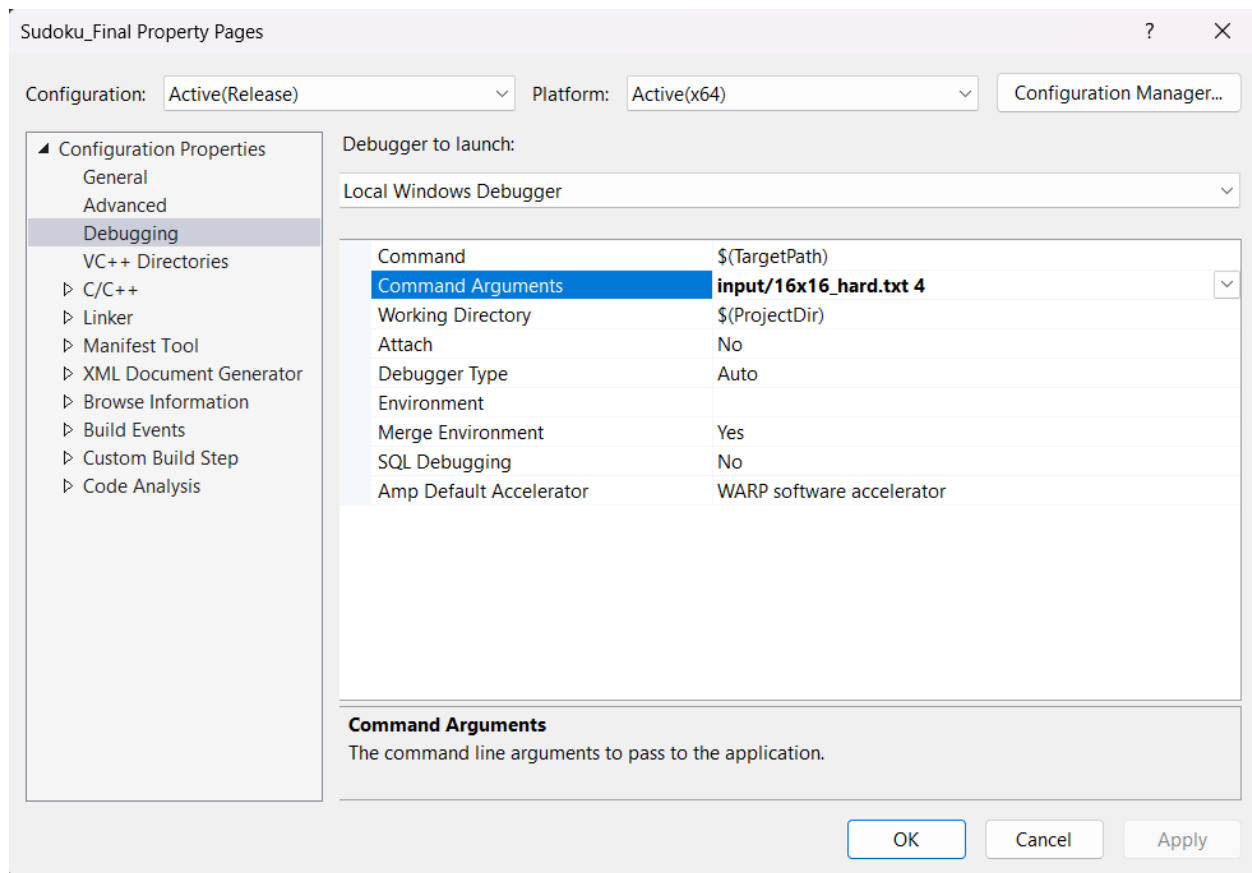 Sudoku_Final Property Pages
?
Configuration: Active(Release) Platform: Active(x64) Configuration Manager...
Configuration Properties
General
Advanced
Debugging
VC++ Directories
C/C++
Linker
Manifest Tool
XML Document Generator
Browse Information
Build Events
Custom Build Step
Code Analysis
Debugger to launch:
Local Windows Debugger
Command $(TargetPath)
Command Arguments input/16x16_hard.txt 4
Working Directory $(ProjectDir)
Attach No
Debugger Type Auto
Environment
Merge Environment Yes
SQL Debugging No
Amp Default Accelerator WARP software accelerator
Command Arguments
The command line arguments to pass to the application.
OK Cancel Apply